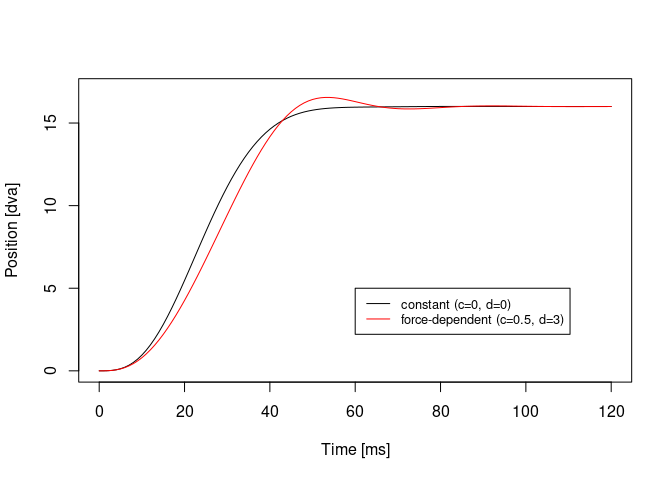 Position [dva]
15
10
5
0
constant (c=0, d=0)
force-dependent (c=0.5, d=3)
0 20 40 60 80 100 120
Time [ms]